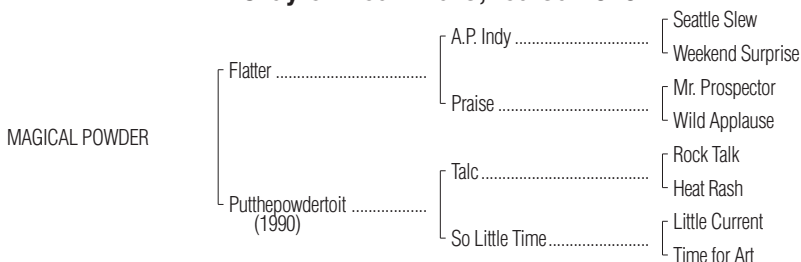 Seattle Slew
A.P. Indy
Weekend Surprise
Flatter
Mr. Prospector
Praise
Wild Applause
MAGICAL POWDER
Rock Talk
Talc
Heat Rash
Putthepowdertoit
(1990)
Little Current
So Little Time
Time for Art